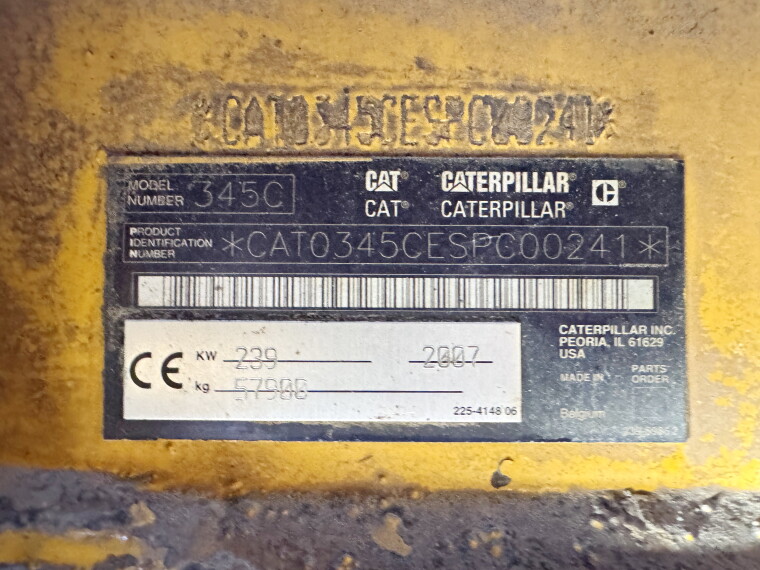 *CAT0345CESPC00241*
MODEL NUMBER 345C
CAT® CATERPILLAR®
CAT® CATERPILLAR®
PRODUCT IDENTIFICATION NUMBER *CAT0345CESPC00241*
CE KW 239 2007
kg 57900
225-4148 06
CATERPILLAR INC.
PEORIA, IL 61629
USA
MADE IN PARTS ORDER
Belgium